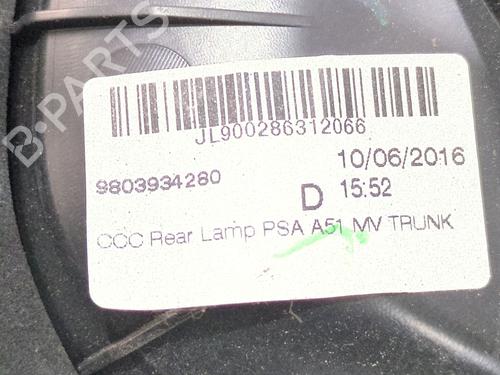 B-PARTS
JL900286312066
9803934280
10/06/2016
D 15:52
CCC Rear Lamp PSA A51 MV TRUNK